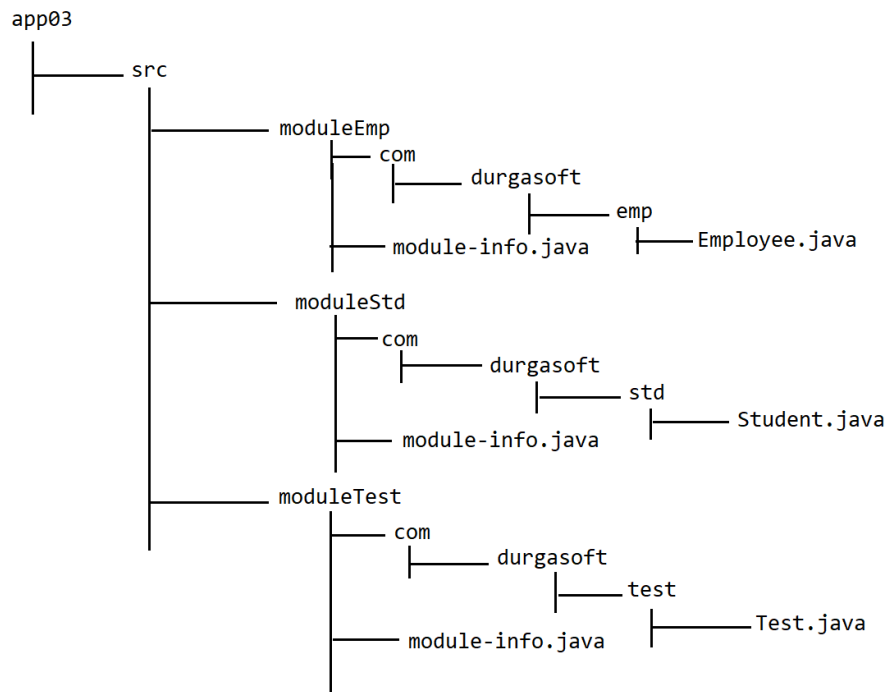 app03
src
moduleEmp
com
durgasoft
emp
Employee.java
module-info.java
moduleStd
com
durgasoft
std
Student.java
module-info.java
moduleTest
com
durgasoft
test
Test.java
module-info.java